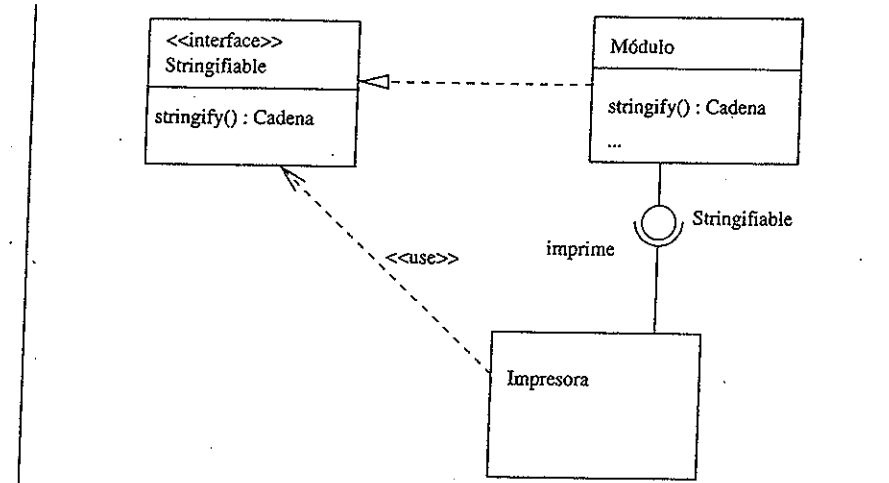 <<interface>>
Stringifiable
stringify() : Cadena
Módulo
stringify() : Cadena
...
Stringifiable
imprime
<<use>>
Impresora